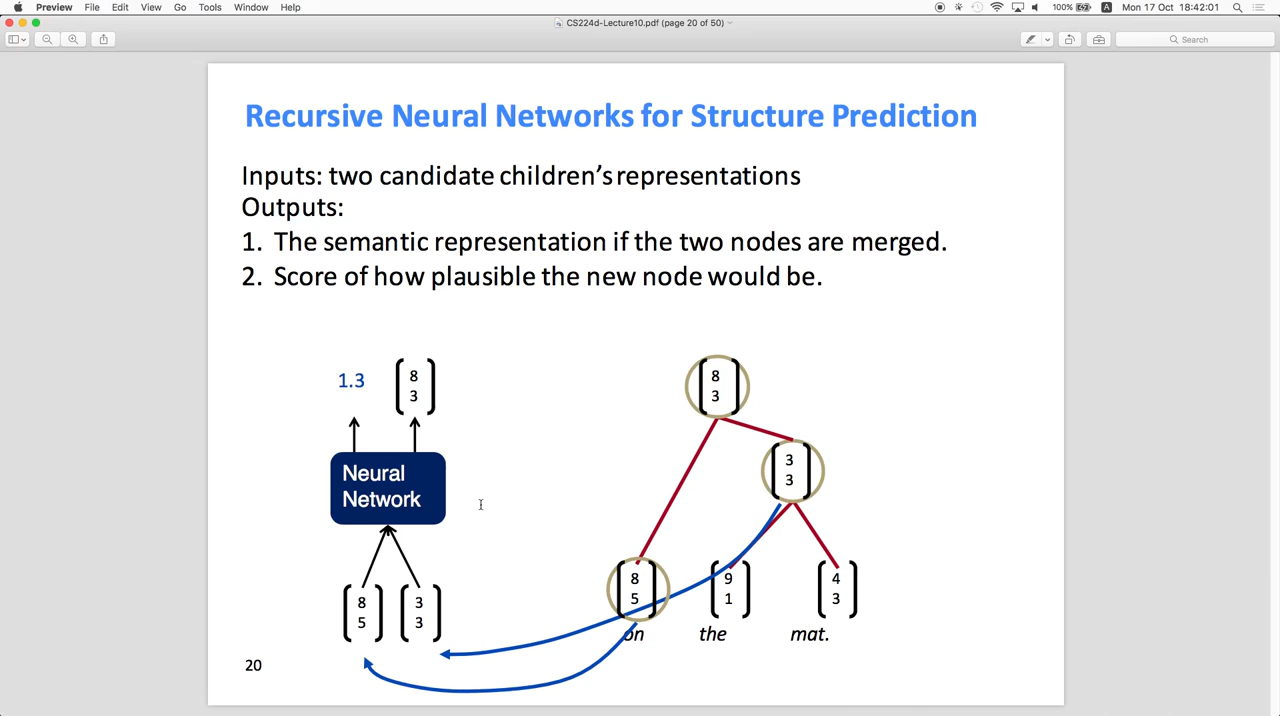 Preview File Edit View Go Tools Window Help 100% A Mon 17 Oct 18:42:01
CS224d-Lecture10.pdf (page 20 of 50)
Search
Recursive Neural Networks for Structure Prediction
Inputs: two candidate children's representations
Outputs:
1. The semantic representation if the two nodes are merged.
2. Score of how plausible the new node would be.
1.3
8
3
Neural
Network
8
5
3
3
8
3
3
3
8
5
9
1
4
3
on the mat.
20